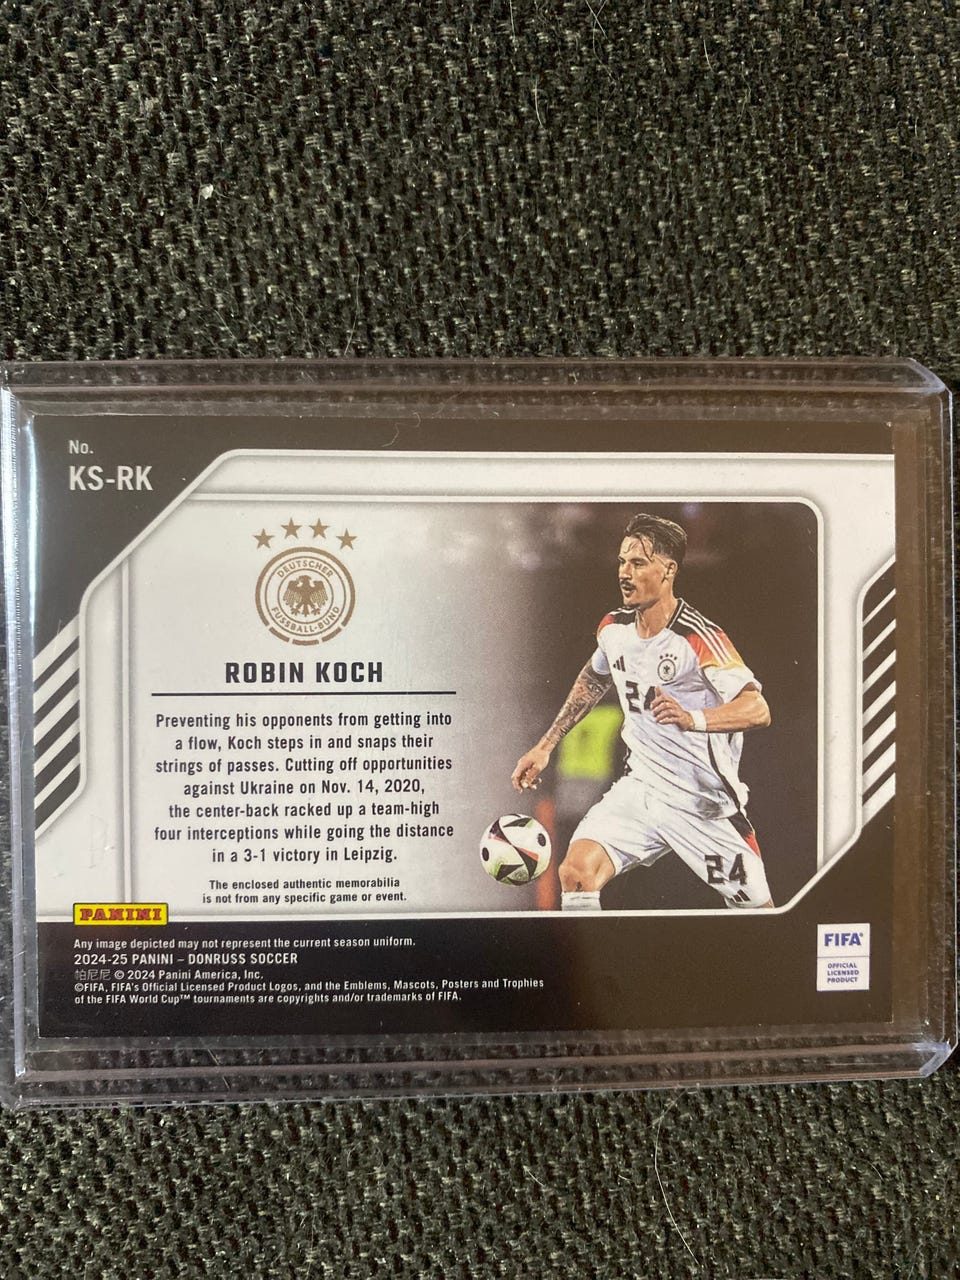 No.
KS-RK
DEUTSCHER
FUSSBALL-BUND
ROBIN KOCH
Preventing his opponents from getting into
a flow, Koch steps in and snaps their
strings of passes. Cutting off opportunities
against Ukraine on Nov. 14, 2020,
the center-back racked up a team-high
four interceptions while going the distance
in a 3-1 victory in Leipzig.
The enclosed authentic memorabilia
is not from any specific game or event.
24
24
PANINI
Any image depicted may not represent the current season uniform.
2024-25 PANINI – DONRUSS SOCCER
帕尼尼 © 2024 Panini America, Inc.
©FIFA, FIFA's Official Licensed Product Logos, and the Emblems, Mascots, Posters and Trophies
of the FIFA World Cup™ tournaments are copyrights and/or trademarks of FIFA.
FIFA®
OFFICIAL
LICENSED
PRODUCT